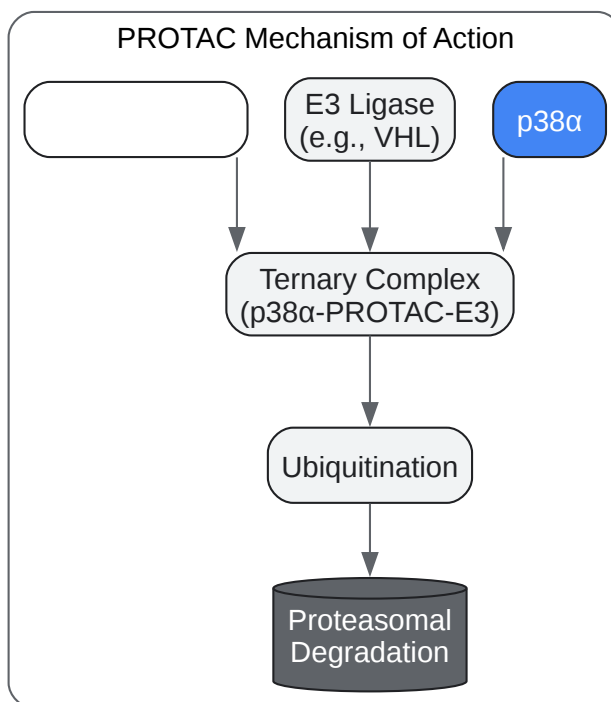 PROTAC Mechanism of Action
E3 Ligase
(e.g., VHL)
p38α
Ternary Complex
(p38α-PROTAC-E3)
Ubiquitination
Proteasomal
Degradation